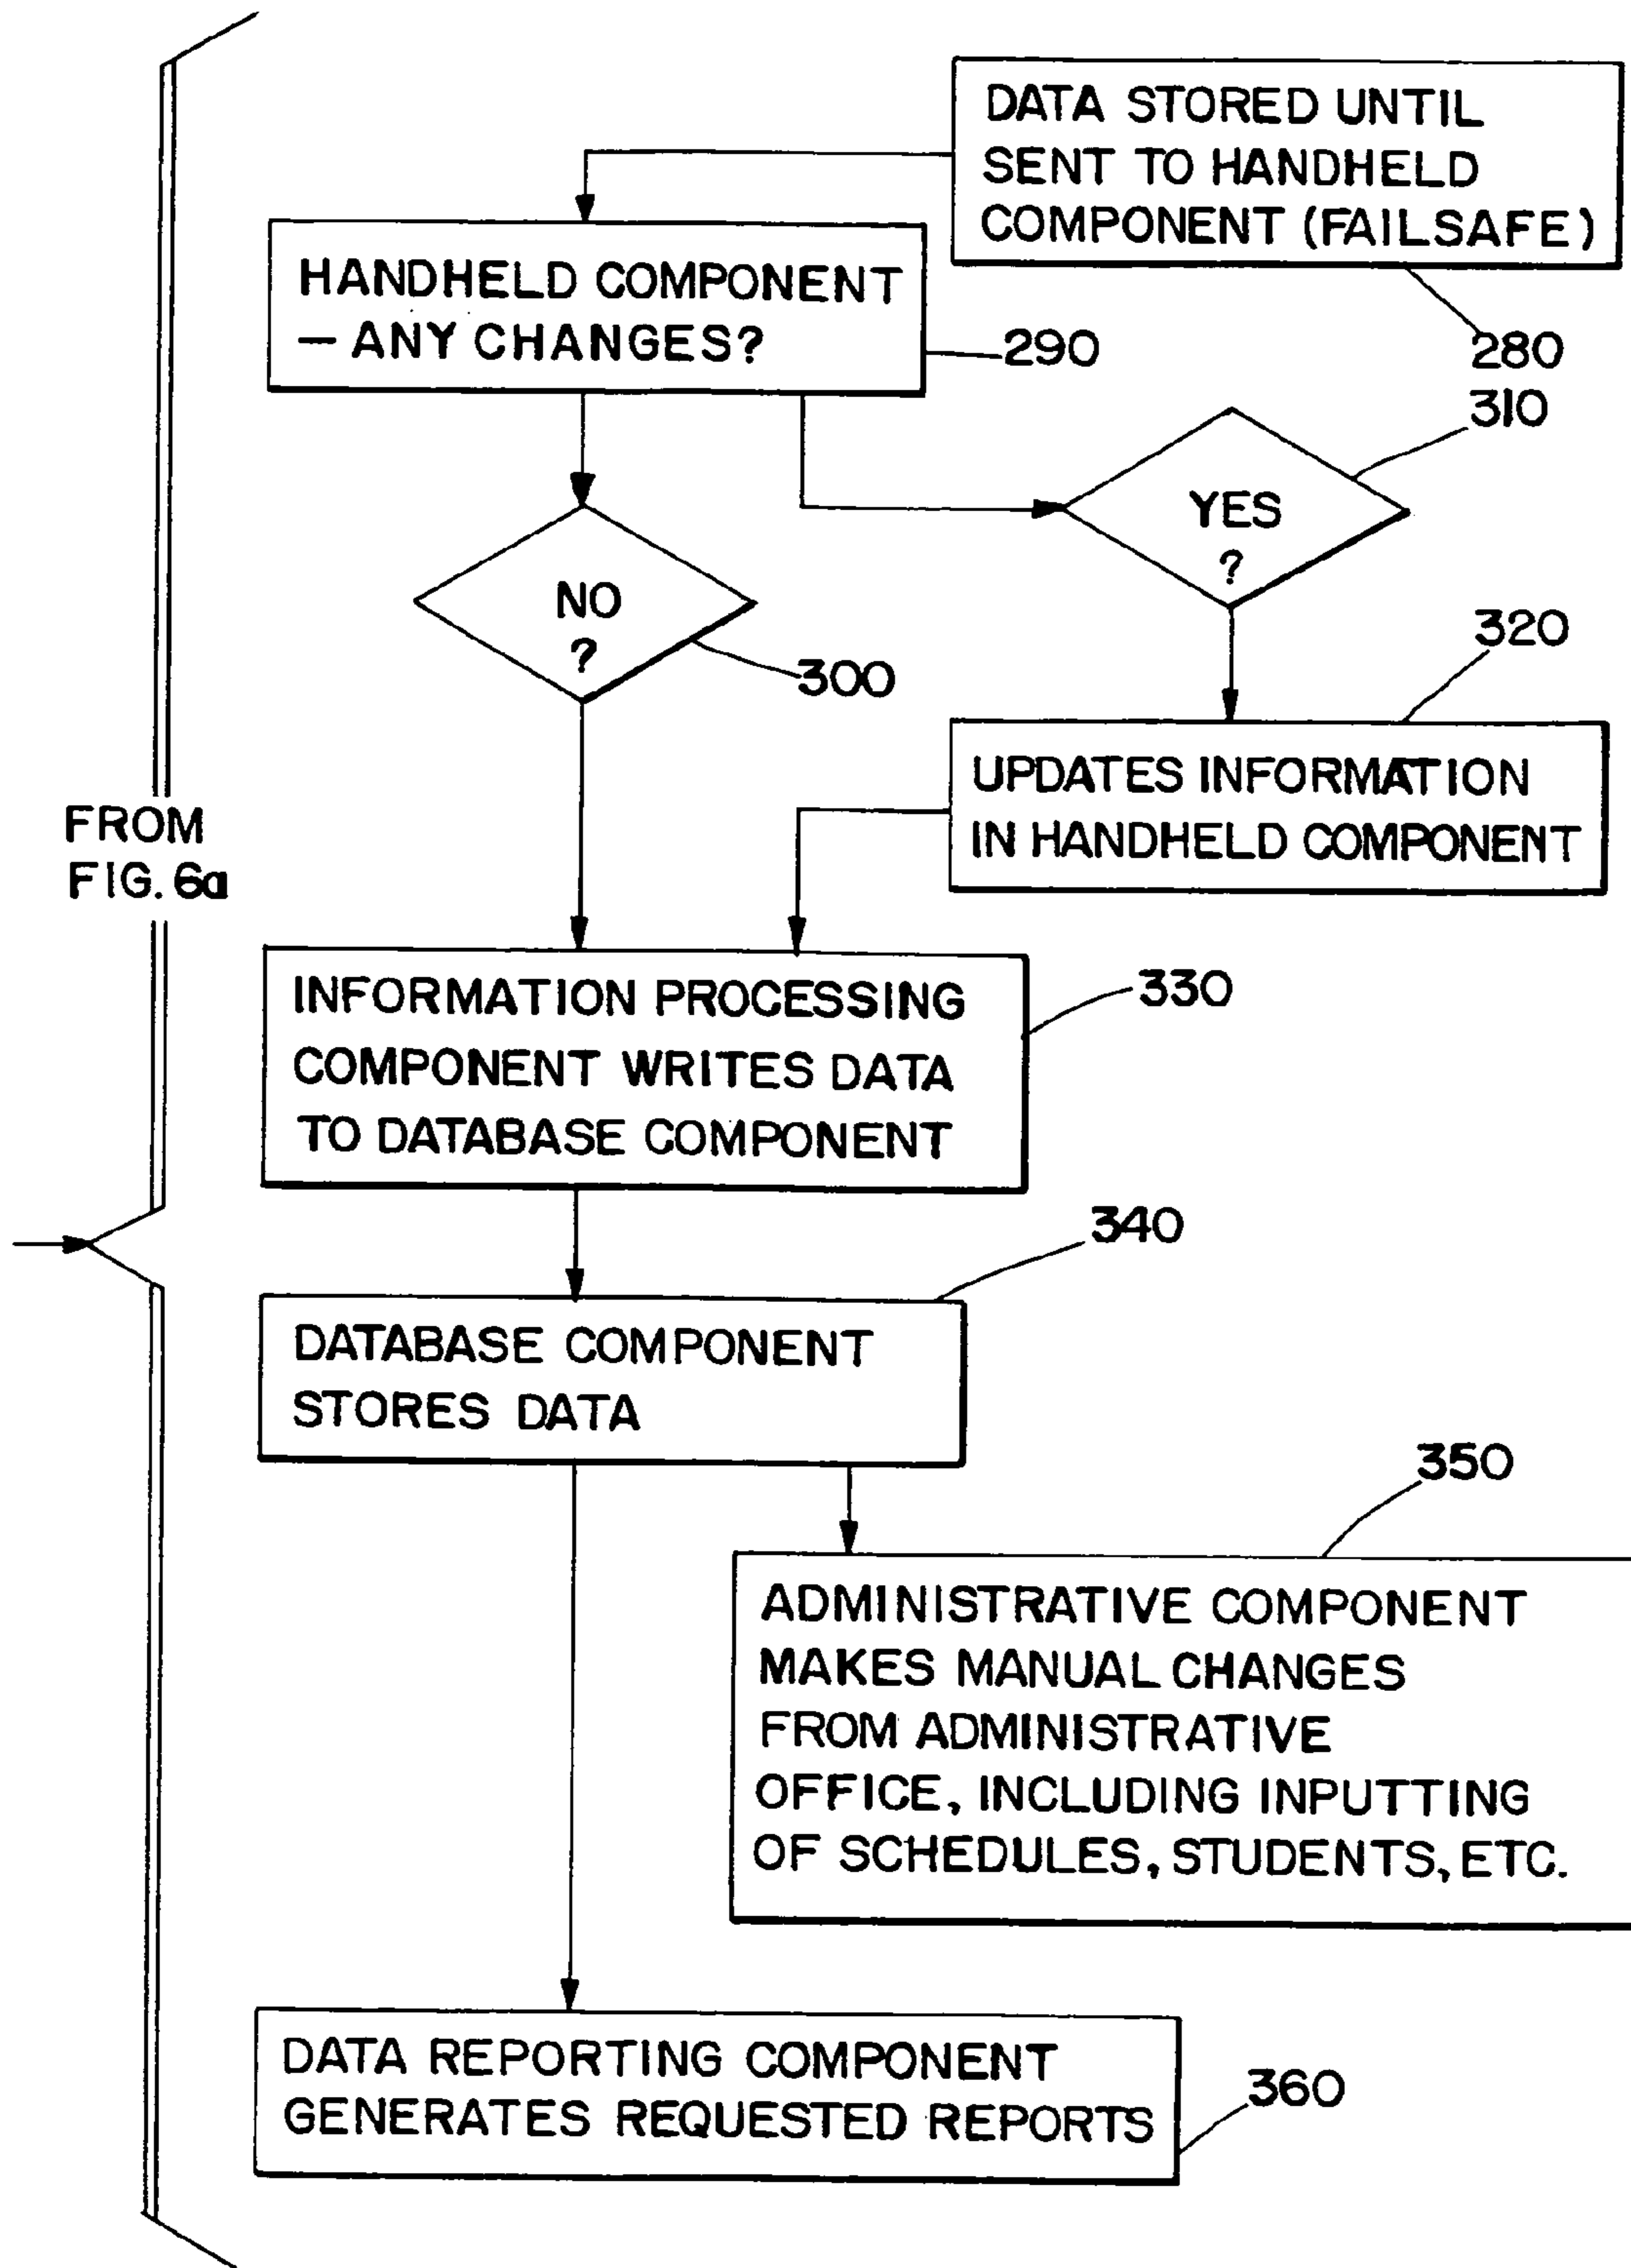 DATA STORED UNTIL
SENT TO HANDHELD
COMPONENT (FAILSAFE)
280
HANDHELD COMPONENT
— ANY CHANGES?
290
310
YES
?
NO
?
300
320
UPDATES INFORMATION
IN HANDHELD COMPONENT
FROM
FIG. 6a
INFORMATION PROCESSING
COMPONENT WRITES DATA
TO DATABASE COMPONENT
330
340
DATABASE COMPONENT
STORES DATA
350
ADMINISTRATIVE COMPONENT
MAKES MANUAL CHANGES
FROM ADMINISTRATIVE
OFFICE, INCLUDING INPUTTING
OF SCHEDULES, STUDENTS, ETC.
DATA REPORTING COMPONENT
GENERATES REQUESTED REPORTS
360